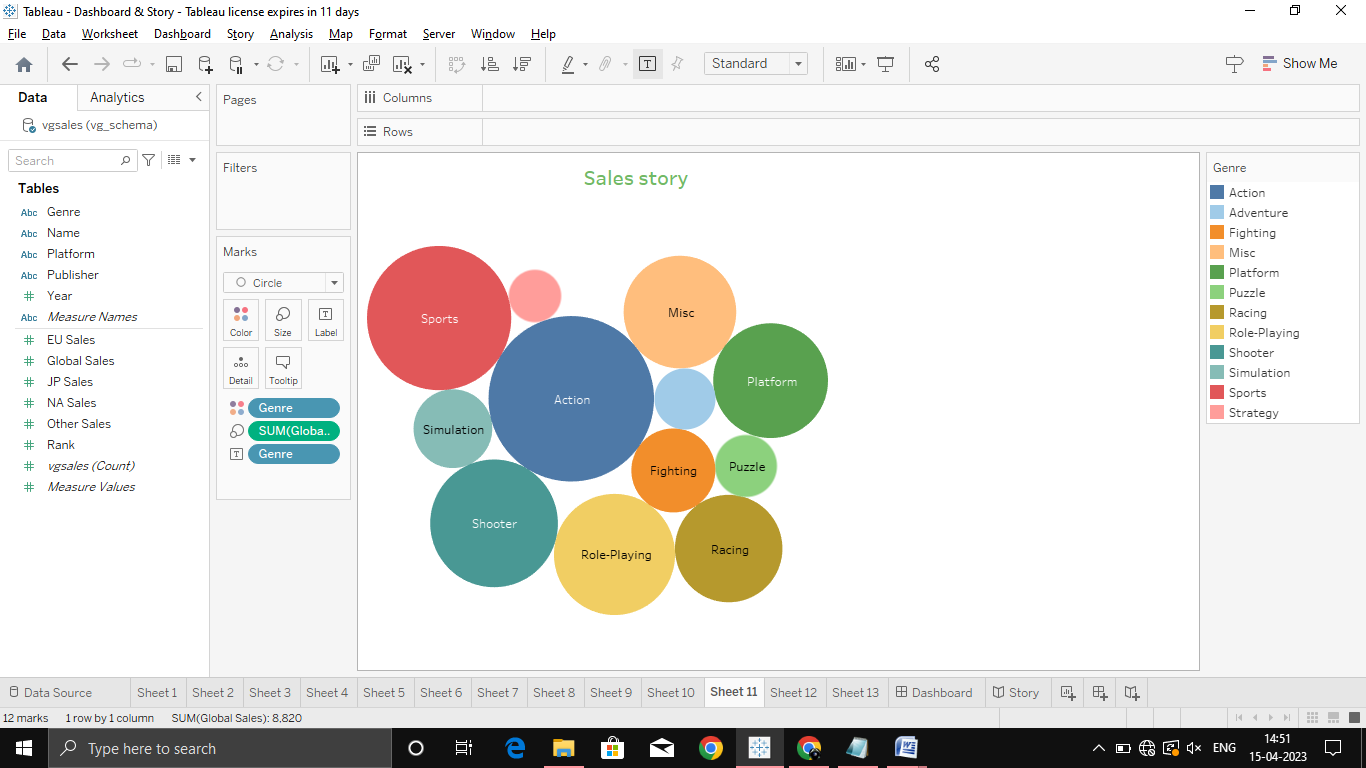 Tableau - Dashboard & Story - Tableau license expires in 11 days
File Data Worksheet Dashboard Story Analysis Map Format Server Window Help
Standard
Show Me
Data Analytics
vgsales (vg_schema)
Search
Tables
Abc Genre
Abc Name
Abc Platform
Abc Publisher
# Year
Abc Measure Names
# EU Sales
# Global Sales
# JP Sales
# NA Sales
# Other Sales
# Rank
# vgsales (Count)
# Measure Values
Pages
Filters
Marks
Circle
Color Size Label
Detail Tooltip
Genre
SUM(Globa..
Genre
Columns
Rows
Sales story
Sports
Misc
Platform
Action
Simulation
Fighting
Puzzle
Shooter
Role-Playing
Racing
Genre
Action
Adventure
Fighting
Misc
Platform
Puzzle
Racing
Role-Playing
Shooter
Simulation
Sports
Strategy
Data Source Sheet 1 Sheet 2 Sheet 3 Sheet 4 Sheet 5 Sheet 6 Sheet 7 Sheet 8 Sheet 9 Sheet 10 Sheet 11 Sheet 12 Sheet 13 Dashboard Story
12 marks 1 row by 1 column SUM(Global Sales): 8,820
Type here to search
ENG
14:51
15-04-2023